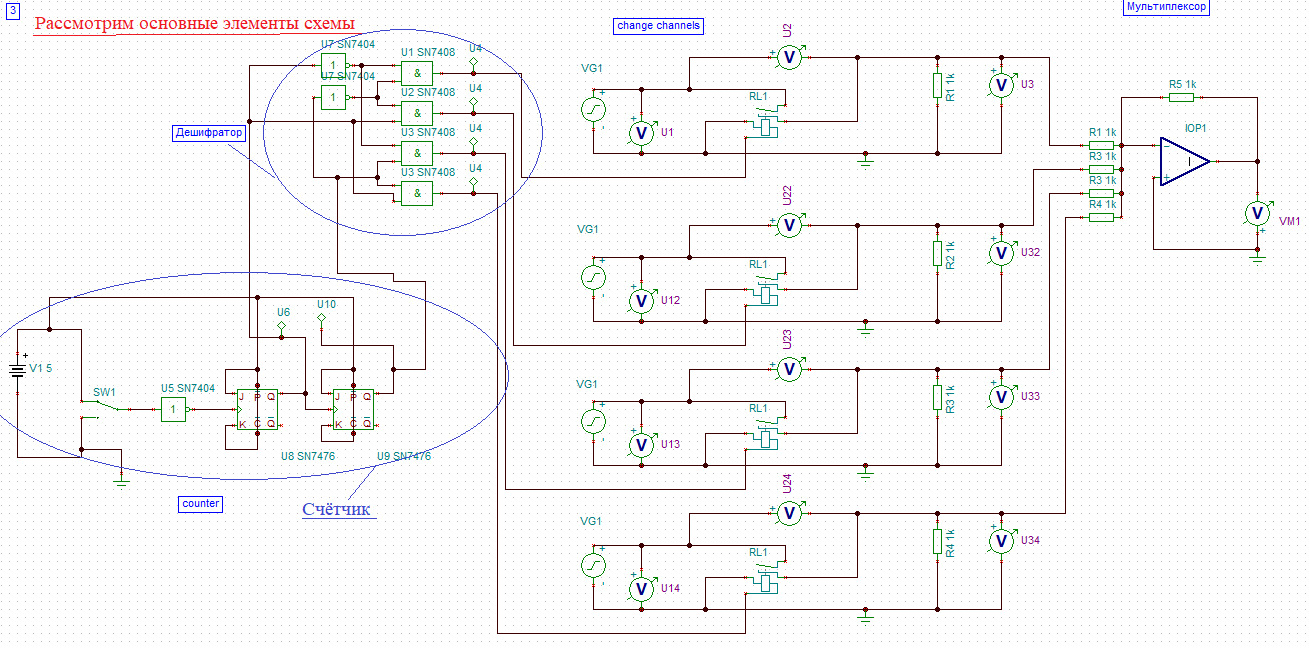 3
Рассмотрим основные элементы схемы
change channels
Мультиплексор
U7 SN7404
1
U7 SN7404
1
U1 SN7408
&
U2 SN7408
&
U3 SN7408
&
U3 SN7408
&
U4
U4
U4
U4
Дешифратор
VG1
+
V
U1
U2
+
V
RL1
R1 1k
+
V
U3
VG1
+
V
U12
U22
+
V
RL1
R2 1k
+
V
U32
VG1
+
V
U13
U23
+
V
RL1
R3 1k
+
V
U33
VG1
+
V
U14
U24
+
V
RL1
R4 1k
+
V
U34
R1 1k
R3 1k
R3 1k
R4 1k
R5 1k
IOP1
-
+
I
V
+
VM1
V1 5
+
SW1
U5 SN7404
1
U6
U10
J P Q
K C Q
U8 SN7476
J P Q
K C Q
U9 SN7476
counter
Счётчик